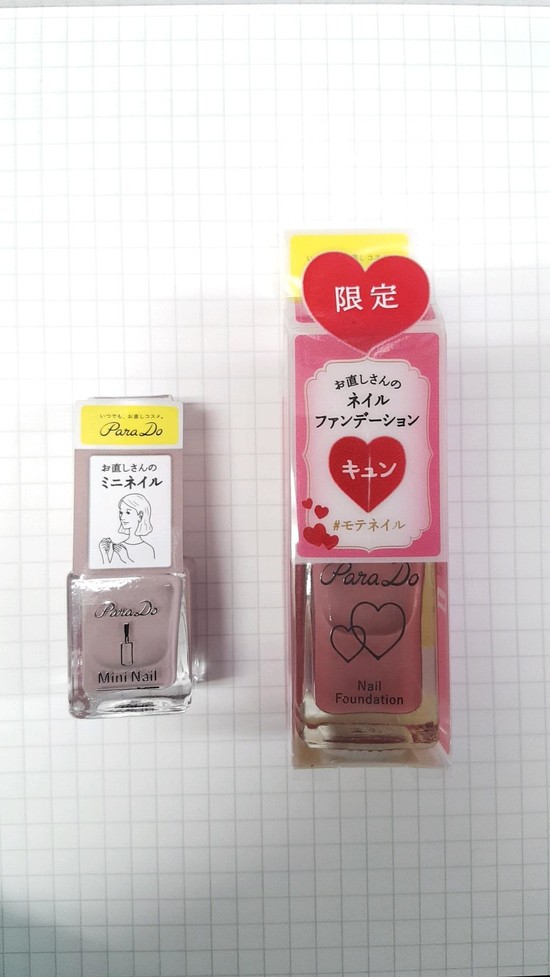 いつでも、お直しコスメ。
ParaDo
お直しさんの
ミニネイル
ParaDo
Mini Nail
限定
お直しさんの
ネイル
ファンデーション
キュン
#モテネイル
ParaDo
Nail
Foundation